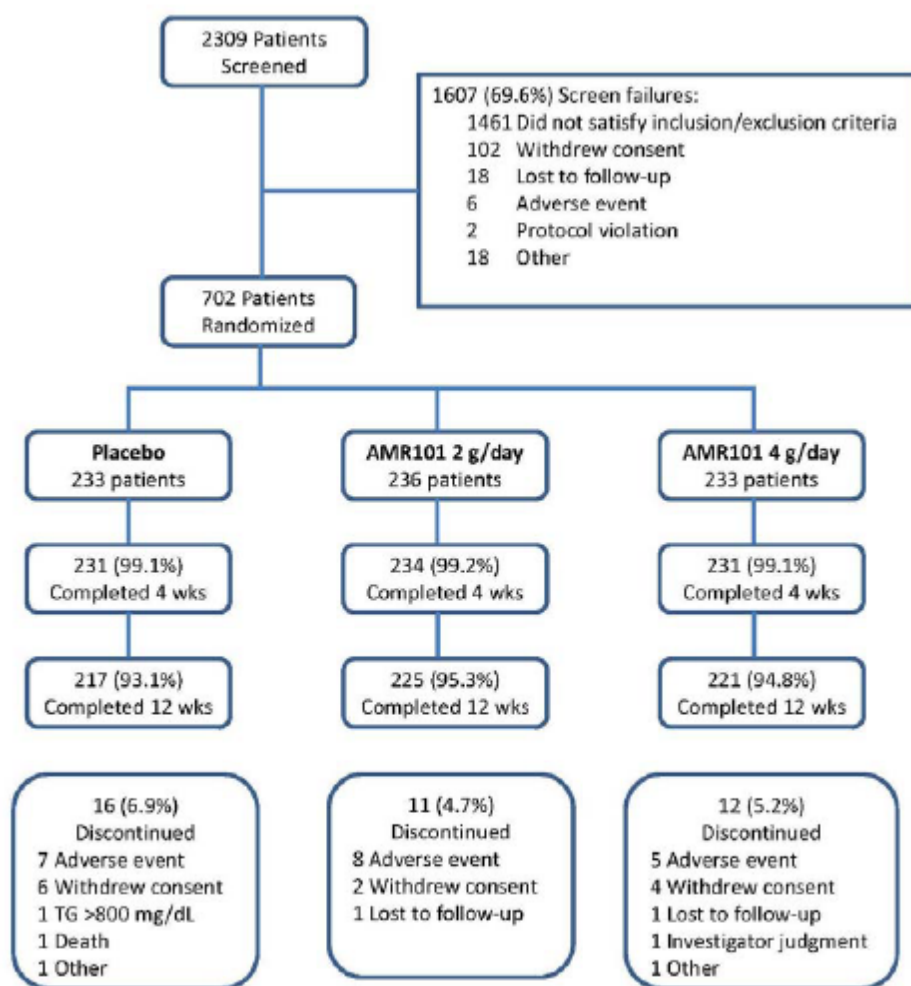 2309 Patients
Screened
1607 (69.6%) Screen failures:
1461 Did not satisfy inclusion/exclusion criteria
102 Withdrew consent
18 Lost to follow-up
6 Adverse event
2 Protocol violation
18 Other
702 Patients
Randomized
Placebo
233 patients
AMR101 2 g/day
236 patients
AMR101 4 g/day
233 patients
231 (99.1%)
Completed 4 wks
234 (99.2%)
Completed 4 wks
231 (99.1%)
Completed 4 wks
217 (93.1%)
Completed 12 wks
225 (95.3%)
Completed 12 wks
221 (94.8%)
Completed 12 wks
16 (6.9%)
Discontinued
7 Adverse event
6 Withdrew consent
1 TG >800 mg/dL
1 Death
1 Other
11 (4.7%)
Discontinued
8 Adverse event
2 Withdrew consent
1 Lost to follow-up
12 (5.2%)
Discontinued
5 Adverse event
4 Withdrew consent
1 Lost to follow-up
1 Investigator judgment
1 Other